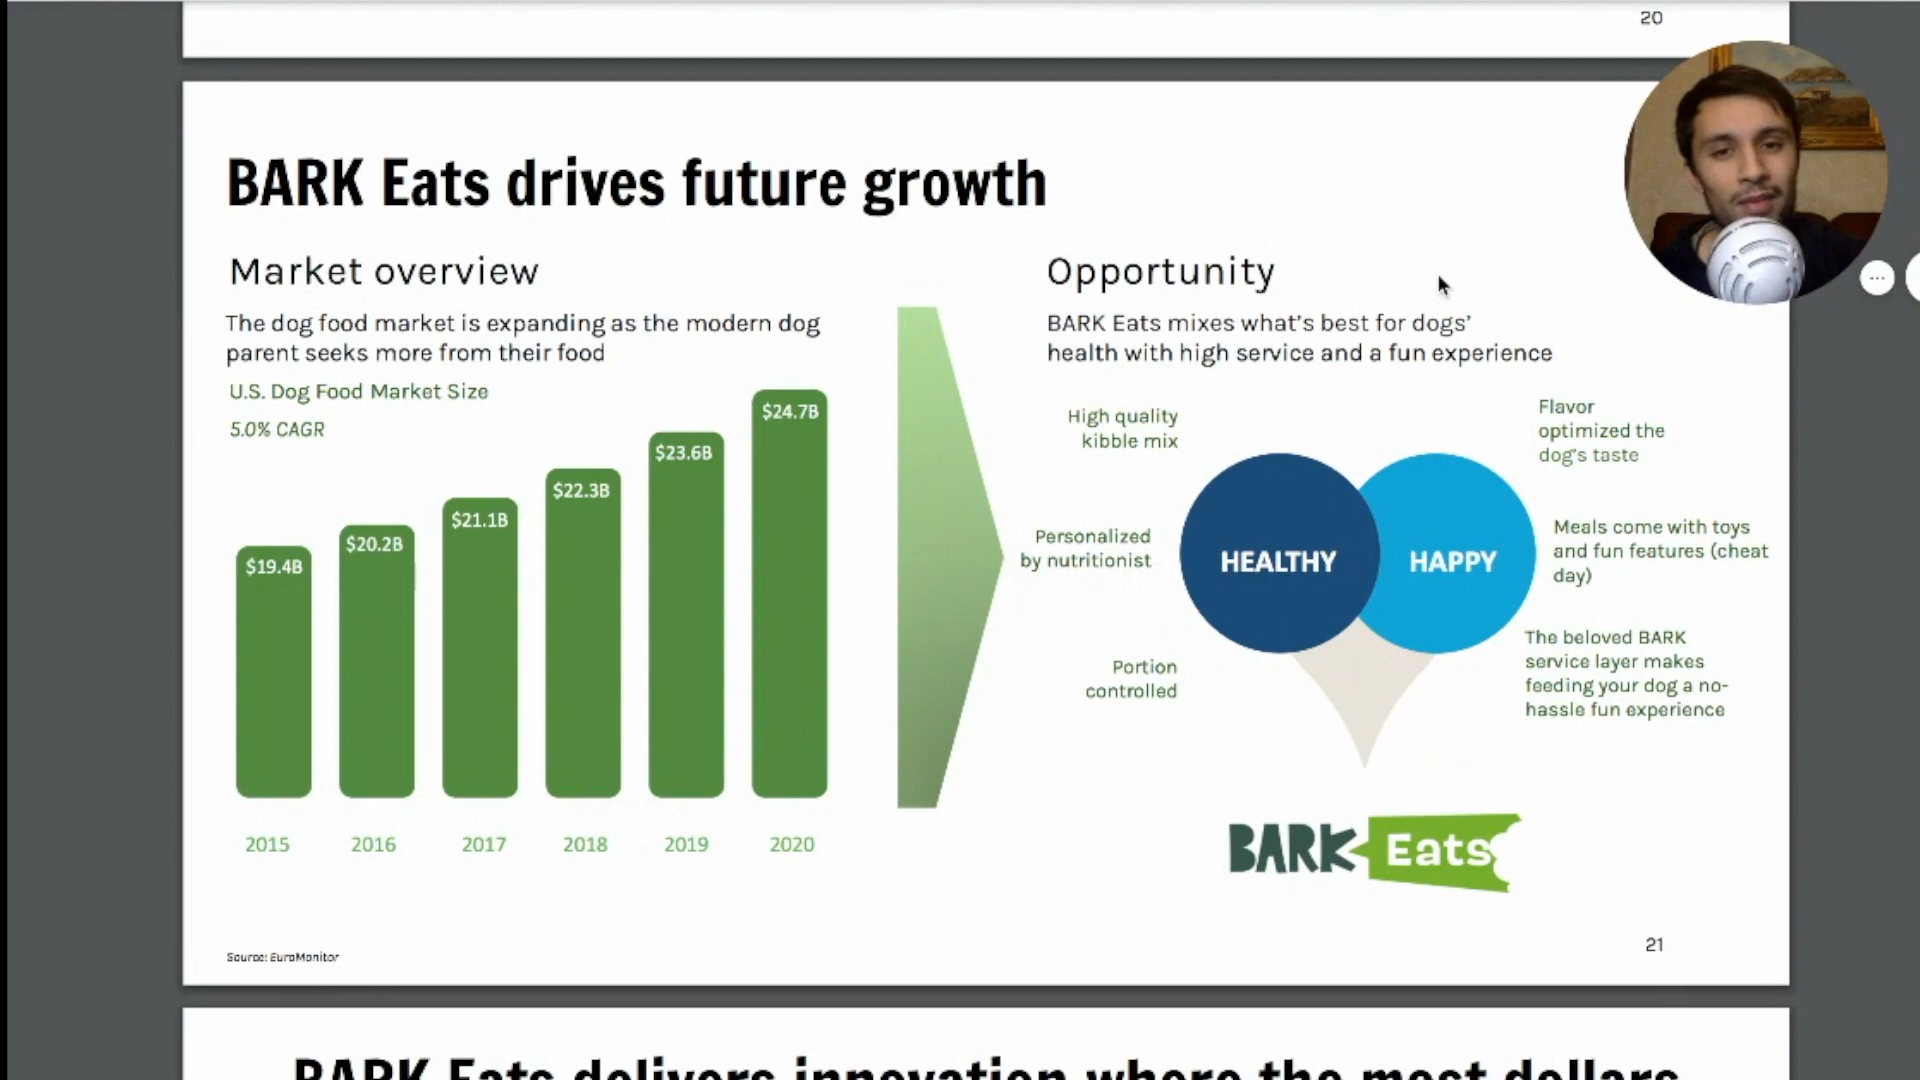 20
BARK Eats drives future growth
Market overview
The dog food market is expanding as the modern dog
parent seeks more from their food
U.S. Dog Food Market Size
5.0% CAGR
$19.4B
$20.2B
$21.1B
$22.3B
$23.6B
$24.7B
2015
2016
2017
2018
2019
2020
Opportunity
BARK Eats mixes what's best for dogs'
health with high service and a fun experience
High quality
kibble mix
Personalized
by nutritionist
Portion
controlled
HEALTHY
HAPPY
Flavor
optimized the
dog's taste
Meals come with toys
and fun features (cheat
day)
The beloved BARK
service layer makes
feeding your dog a no-
hassle fun experience
BARK Eats
Source: EuroMonitor
21
BARK Eats delivers innovation where the most dollars